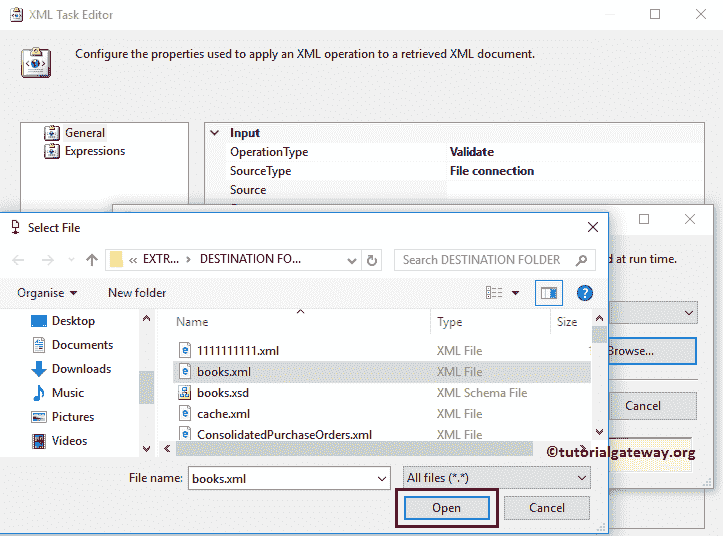 XML Task Editor
Configure the properties used to apply an XML operation to a retrieved XML document.
General
Expressions
Input
OperationType Validate
SourceType File connection
Source
Select File
« EXTR... > DESTINATION FO...
Search DESTINATION FOLDER
at run time.
Organise
New folder
Browse...
Cancel
Desktop
Documents
Downloads
Music
Pictures
Videos
Name Type Size
1111111111.xml XML File
books.xml XML File
books.xsd XML Schema File
cache.xml XML File
ConsolidatedPurchaseOrders.xml XML File
©tutorialgateway.org
File name: books.xml
All files (*.*)
Open
Cancel